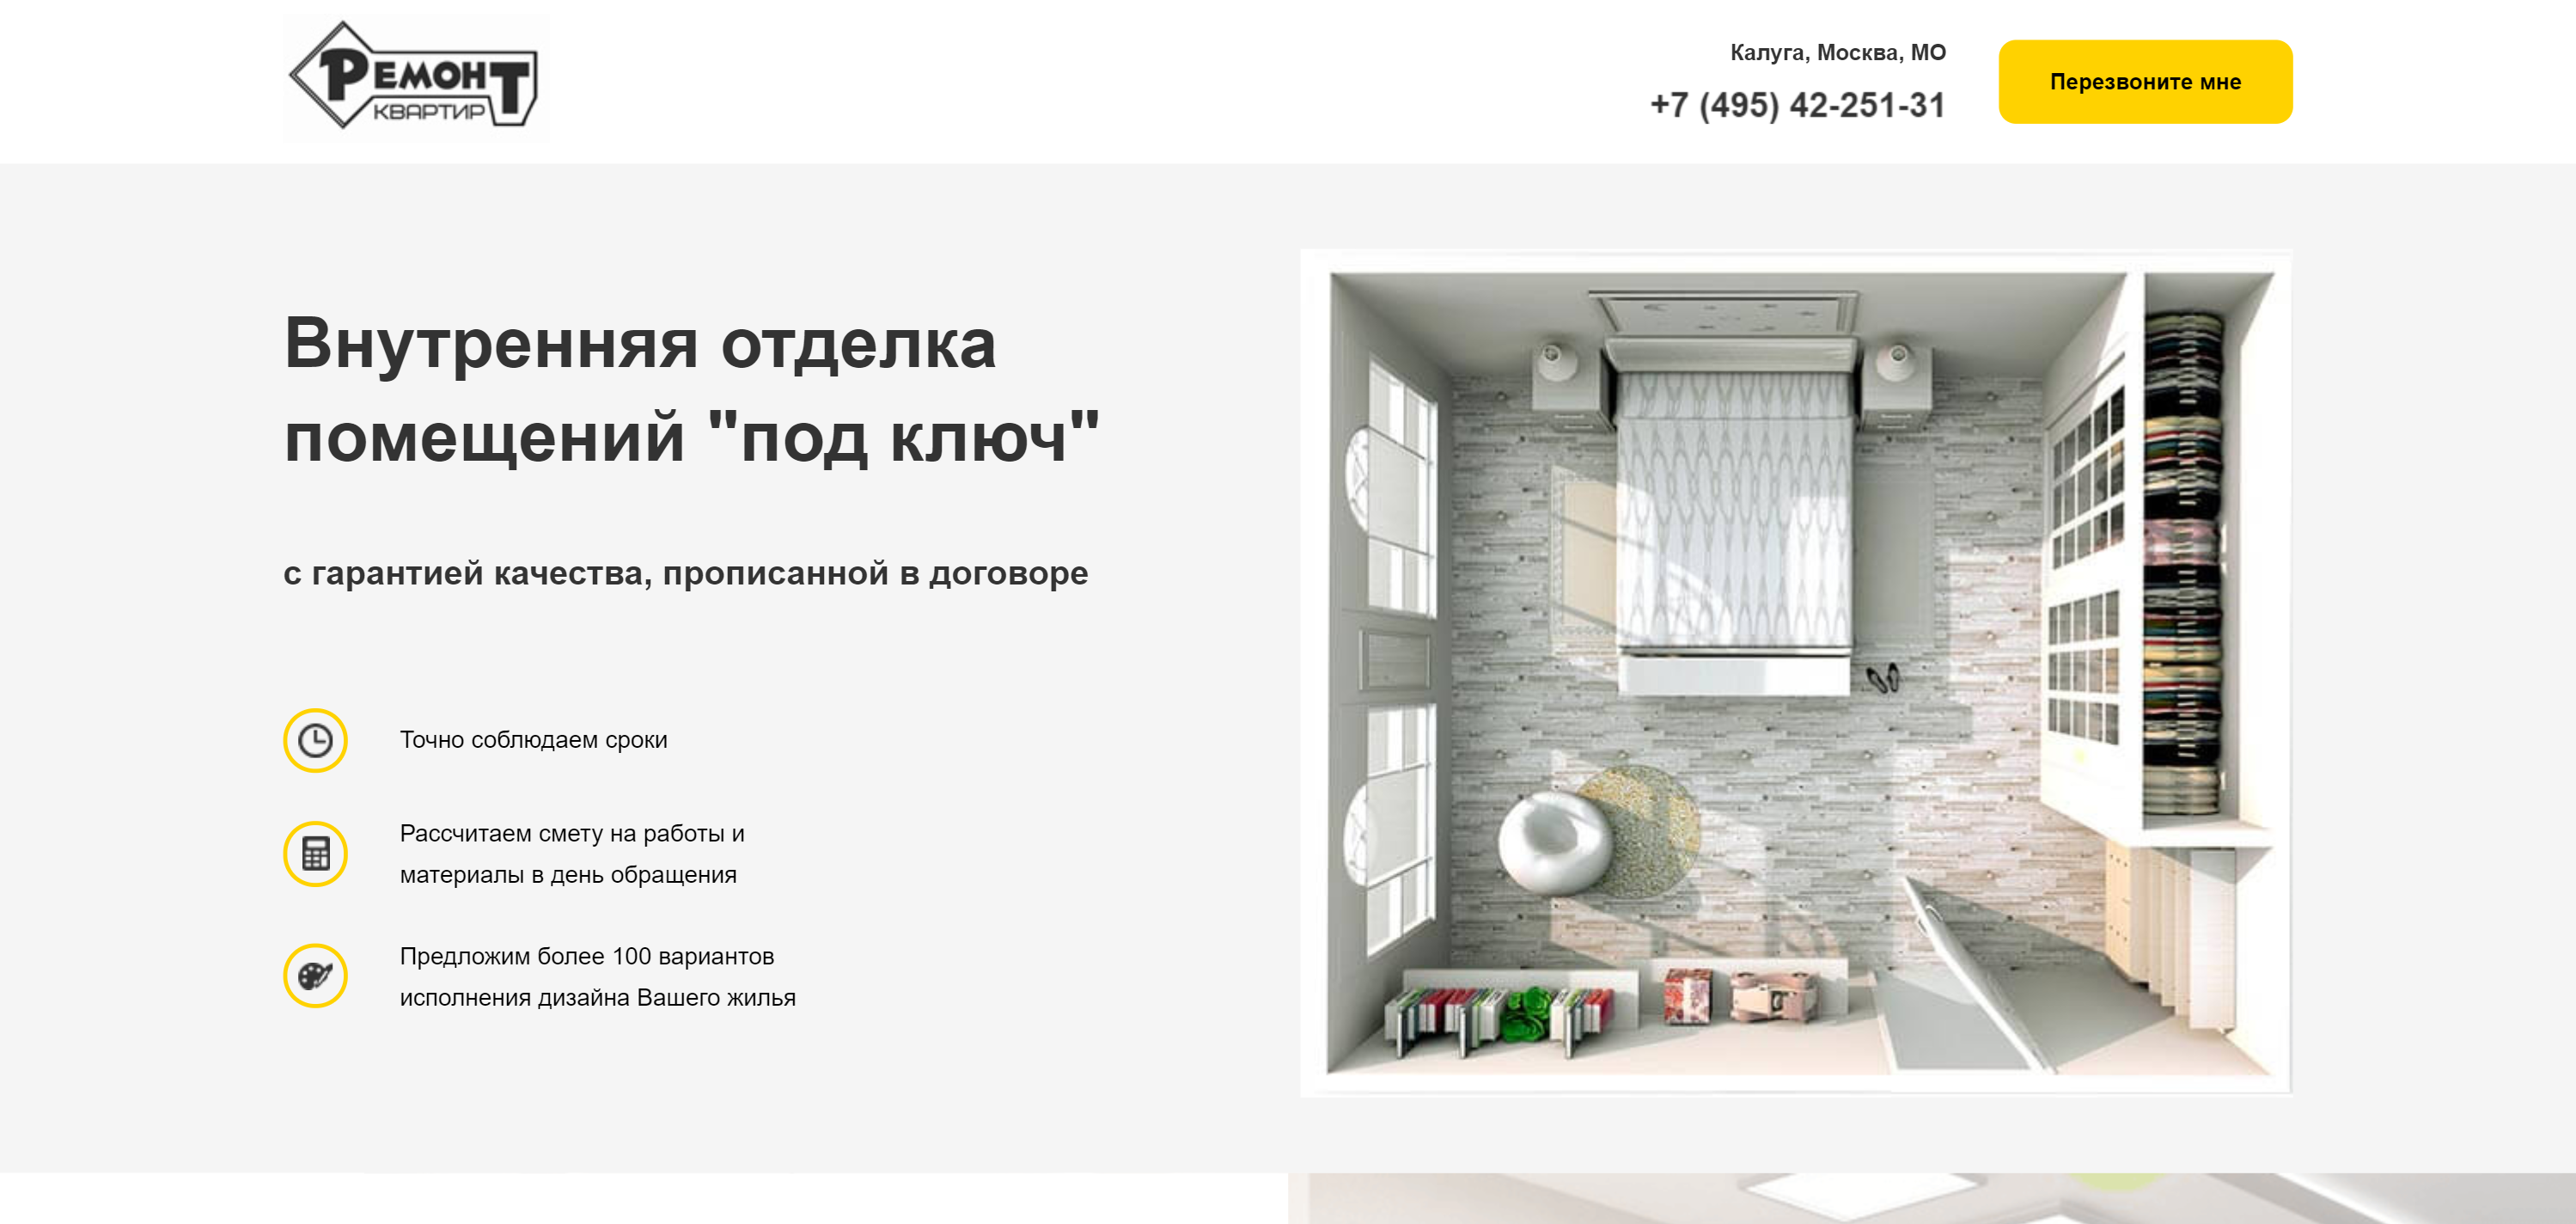 РЕМОНТ
КВАРТИР
Калуга, Москва, МО
+7 (495) 42-251-31
Перезвоните мне
Внутренняя отделка
помещений "под ключ"
с гарантией качества, прописанной в договоре
Точно соблюдаем сроки
Рассчитаем смету на работы и
материалы в день обращения
Предложим более 100 вариантов
исполнения дизайна Вашего жилья